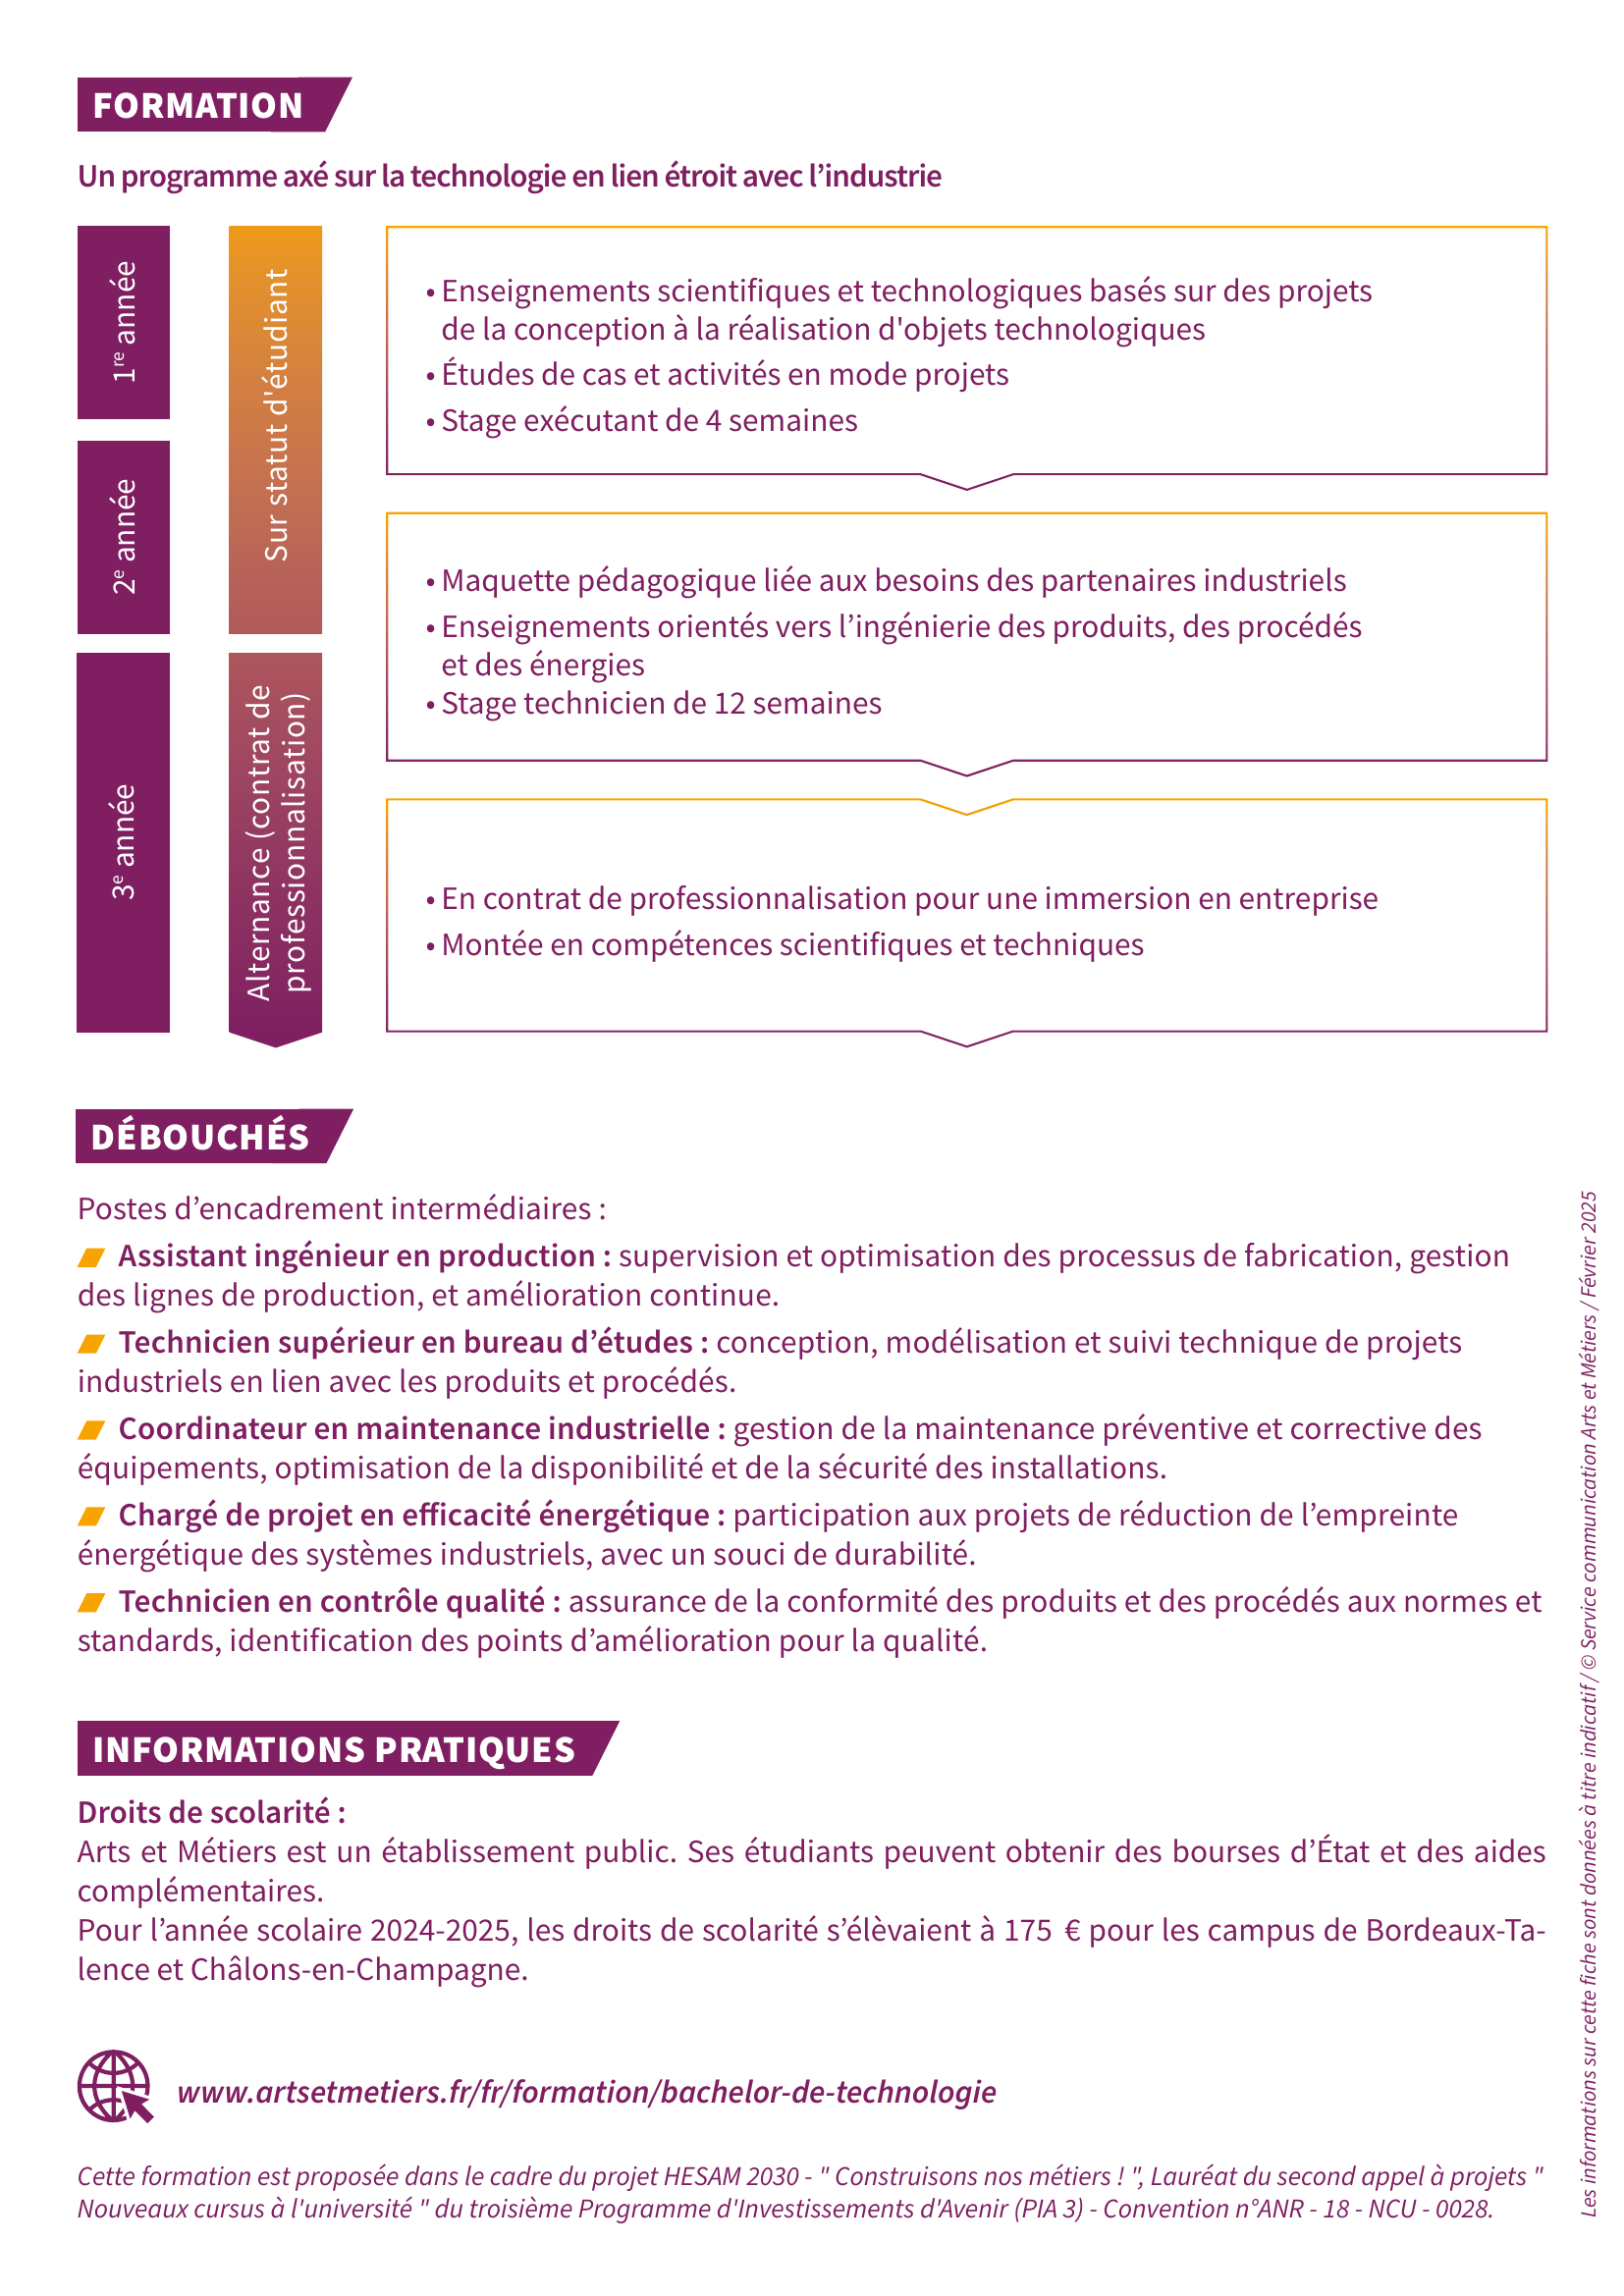 FORMATION
Un programme axé sur la technologie en lien étroit avec l’industrie
1re année
2e année
3e année
Sur statut d'étudiant
Alternance (contrat de
professionnalisation)
• Enseignements scientifiques et technologiques basés sur des projets
de la conception à la réalisation d'objets technologiques
• Études de cas et activités en mode projets
• Stage exécutant de 4 semaines
• Maquette pédagogique liée aux besoins des partenaires industriels
• Enseignements orientés vers l’ingénierie des produits, des procédés
et des énergies
• Stage technicien de 12 semaines
• En contrat de professionnalisation pour une immersion en entreprise
• Montée en compétences scientifiques et techniques
DÉBOUCHÉS
Postes d’encadrement intermédiaires :
Assistant ingénieur en production : supervision et optimisation des processus de fabrication, gestion
des lignes de production, et amélioration continue.
Technicien supérieur en bureau d’études : conception, modélisation et suivi technique de projets
industriels en lien avec les produits et procédés.
Coordinateur en maintenance industrielle : gestion de la maintenance préventive et corrective des
équipements, optimisation de la disponibilité et de la sécurité des installations.
Chargé de projet en efficacité énergétique : participation aux projets de réduction de l’empreinte
énergétique des systèmes industriels, avec un souci de durabilité.
Technicien en contrôle qualité : assurance de la conformité des produits et des procédés aux normes et
standards, identification des points d’amélioration pour la qualité.
INFORMATIONS PRATIQUES
Droits de scolarité :
Arts et Métiers est un établissement public. Ses étudiants peuvent obtenir des bourses d’État et des aides
complémentaires.
Pour l’année scolaire 2024-2025, les droits de scolarité s’élèvaient à 175 € pour les campus de Bordeaux-Ta-
lence et Châlons-en-Champagne.
www.artsetmetiers.fr/fr/formation/bachelor-de-technologie
Cette formation est proposée dans le cadre du projet HESAM 2030 - " Construisons nos métiers ! ", Lauréat du second appel à projets "
Nouveaux cursus à l'université " du troisième Programme d'Investissements d'Avenir (PIA 3) - Convention n°ANR - 18 - NCU - 0028.
Les informations sur cette fiche sont données à titre indicatif / © Service communication Arts et Métiers / Février 2025